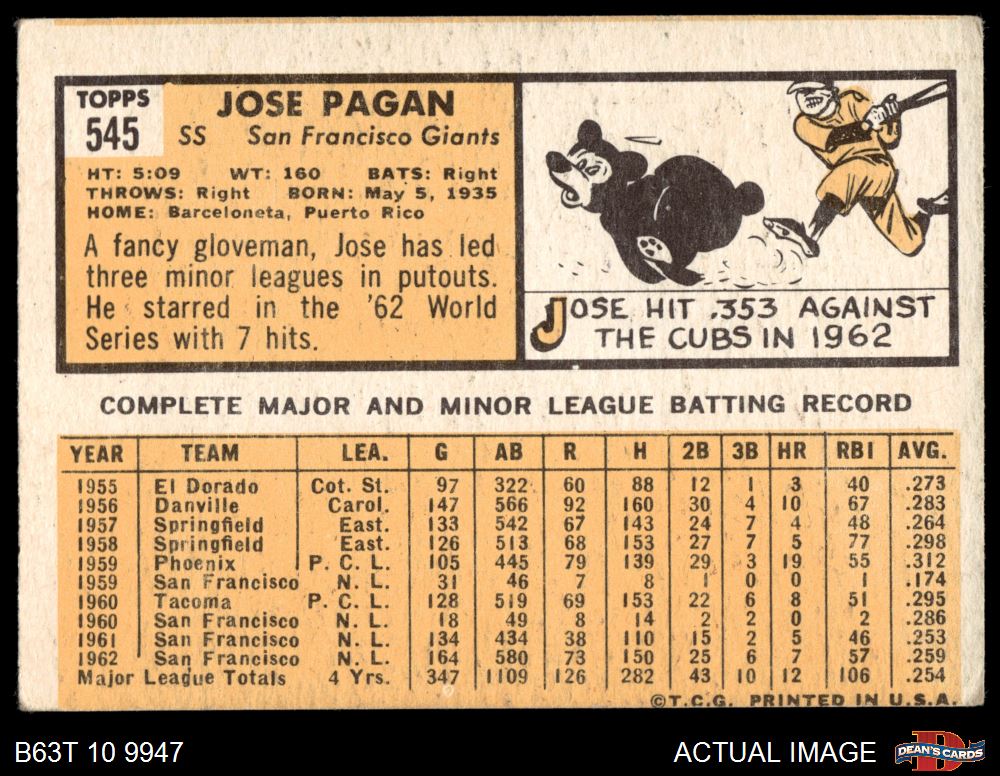 TOPPS
545
JOSE PAGAN
SS San Francisco Giants
HT: 5:09 WT: 160 BATS: Right
THROWS: Right BORN: May 5, 1935
HOME: Barceloneta, Puerto Rico
A fancy gloveman, Jose has led
three minor leagues in putouts.
He starred in the '62 World
Series with 7 hits.
JOSE HIT .353 AGAINST
THE CUBS IN 1962
COMPLETE MAJOR AND MINOR LEAGUE BATTING RECORD
YEAR TEAM LEA. G AB R H 2B 3B HR RBI AVG.
1955 El Dorado Cot. St. 97 322 60 88 12 1 3 40 .273
1956 Danville Carol. 147 566 92 160 30 4 10 67 .283
1957 Springfield East. 133 542 67 143 24 7 4 48 .264
1958 Springfield East. 126 513 68 153 27 7 5 77 .298
1959 Phoenix P. C. L. 105 445 79 139 29 3 19 55 .312
1959 San Francisco N. L. 31 46 7 8 1 0 0 1 .174
1960 Tacoma P. C. L. 128 519 69 153 22 6 8 51 .295
1960 San Francisco N. L. 18 49 8 14 2 2 0 2 .286
1961 San Francisco N. L. 134 434 38 110 15 2 5 46 .253
1962 San Francisco N. L. 164 580 73 150 25 6 7 57 .259
Major League Totals 4 Yrs. 347 1109 126 282 43 10 12 106 .254
©T.C.G. PRINTED IN U.S.A.
B63T 10 9947
ACTUAL IMAGE
DEAN'S CARDS